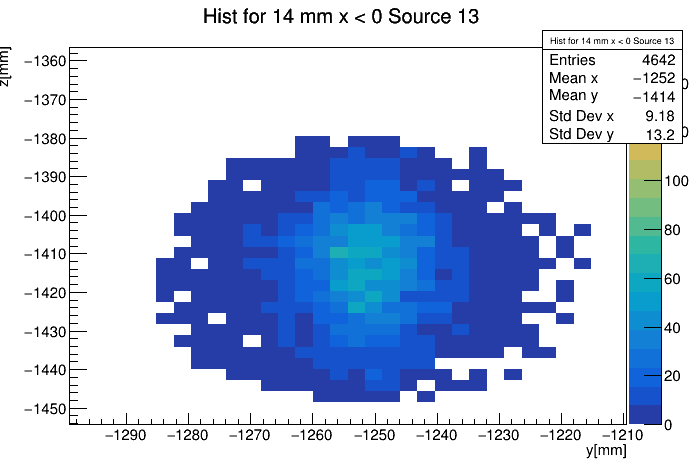 Hist for 14 mm x < 0 Source 13
Hist for 14 mm x < 0 Source 13
Entries 4642
Mean x −1252
Mean y −1414
Std Dev x 9.18
Std Dev y 13.2
z[mm]
−1360
−1370
−1380
−1390
−1400
−1410
−1420
−1430
−1440
−1450
−1290 −1280 −1270 −1260 −1250 −1240 −1230 −1220 −1210
y[mm]
100
80
60
40
20
0